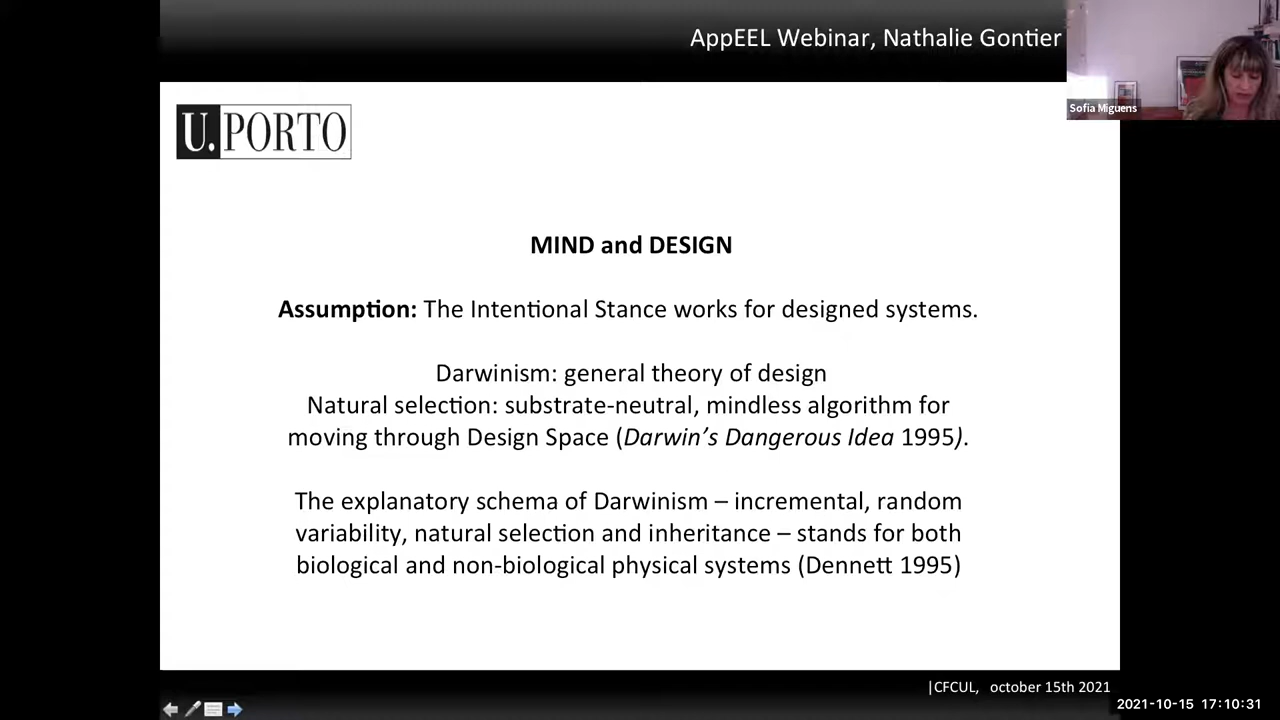 AppEEL Webinar, Nathalie Gontier
Sofia Miguens
U.PORTO
MIND and DESIGN
Assumption: The Intentional Stance works for designed systems.
Darwinism: general theory of design
Natural selection: substrate-neutral, mindless algorithm for
moving through Design Space (Darwin's Dangerous Idea 1995).
The explanatory schema of Darwinism – incremental, random
variability, natural selection and inheritance – stands for both
biological and non-biological physical systems (Dennett 1995)
|CFCUL, october 15th 2021
2021-10-15 17:10:31